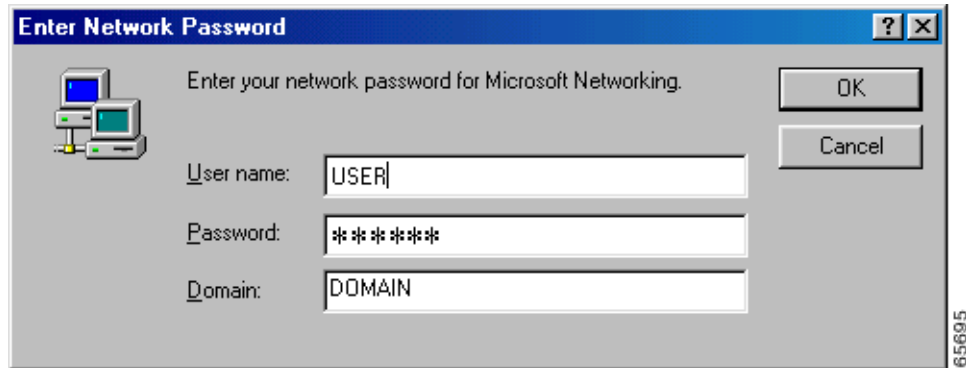 Enter Network Password
Enter your network password for Microsoft Networking.
OK
Cancel
User name: USER
Password: ******
Domain: DOMAIN
65695